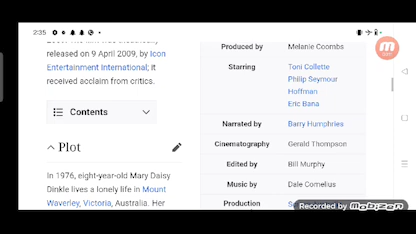 2:35
released on 9 April 2009, by Icon
Entertainment International; it
received acclaim from critics.
Contents
Plot
In 1976, eight-year-old Mary Daisy
Dinkle lives a lonely life in Mount
Waverley, Victoria, Australia. Her
Produced by Melanie Coombs
Starring Toni Collette
Philip Seymour
Hoffman
Eric Bana
Narrated by Barry Humphries
Cinematography Gerald Thompson
Edited by Bill Murphy
Music by Dale Cornelius
Production
Recorded by Mobizen